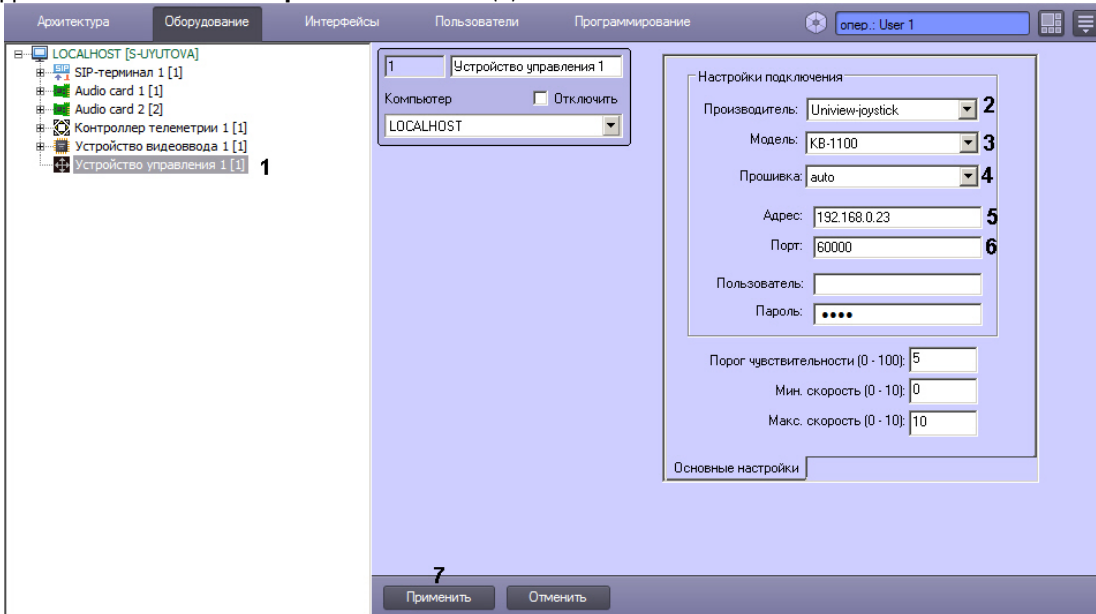 Архитектура Оборудование Интерфейсы Пользователи Программирование опер.: User 1
LOCALHOST [S-UYUTOVA]
SIP-терминал 1 [1]
Audio card 1 [1]
Audio card 2 [2]
Контроллер телеметрии 1 [1]
Устройство видеоввода 1 [1]
Устройство управления 1 [1] 1
1 Устройство управления 1
Компьютер Отключить
LOCALHOST
Настройки подключения
Производитель: Uniview-joystick 2
Модель: KB-1100 3
Прошивка: auto 4
Адрес: 192.168.0.23 5
Порт: 60000 6
Пользователь:
Пароль: ••••
Порог чувствительности (0 - 100): 5
Мин. скорость (0 - 10): 0
Макс. скорость (0 - 10): 10
Основные настройки
7
Применить Отменить